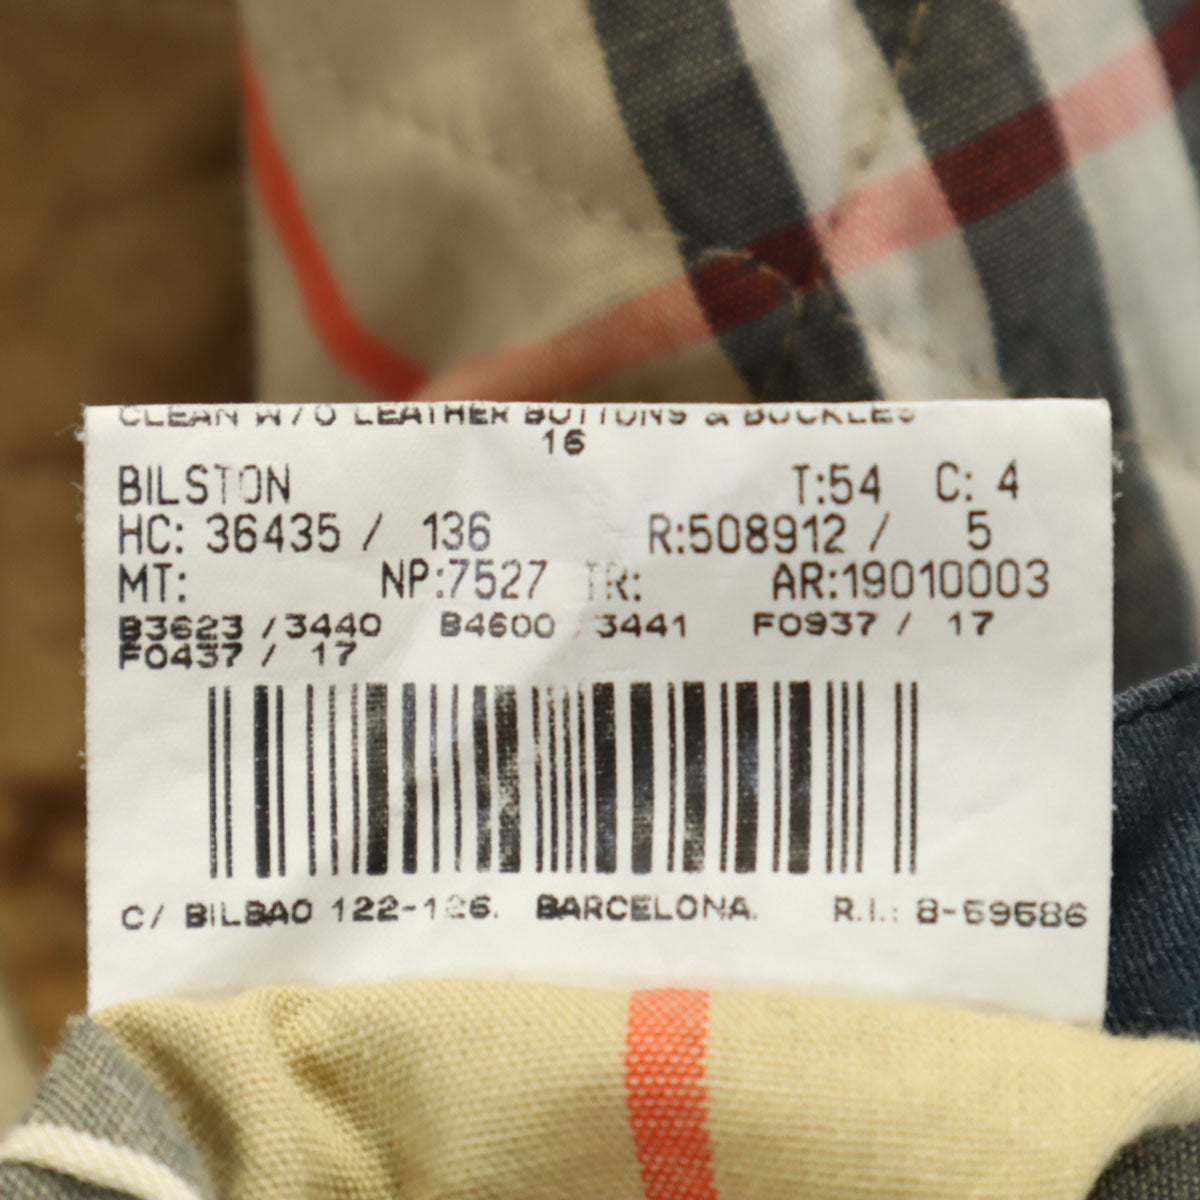 CLEAN W/O LEATHER BUTTONS & BUCKLES
16
BILSTON T:54 C: 4
HC: 36435 / 136 R:508912 / 5
MT: NP:7527 TR: AR:19010003
B3623 /3440 B4600 /3441 F0937 / 17
F0437 / 17
C/ BILBAO 122-126. BARCELONA. R.I.: 8-59586